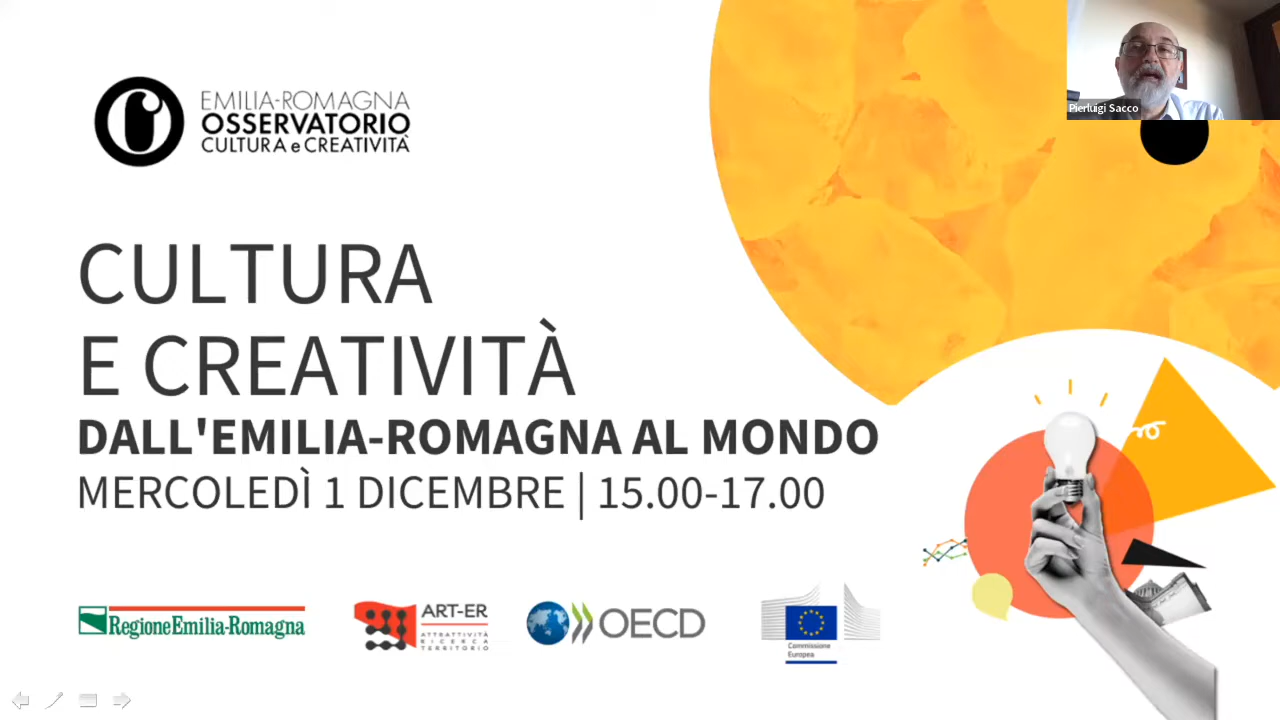 EMILIA-ROMAGNA
OSSERVATORIO
CULTURA e CREATIVITÀ
Pierluigi Sacco
CULTURA
E CREATIVITÀ
DALL'EMILIA-ROMAGNA AL MONDO
MERCOLEDÌ 1 DICEMBRE | 15.00-17.00
RegioneEmilia-Romagna
ART-ER
ATTRATTIVITÀ
RICERCA
TERRITORIO
OECD
Commissione
Europea